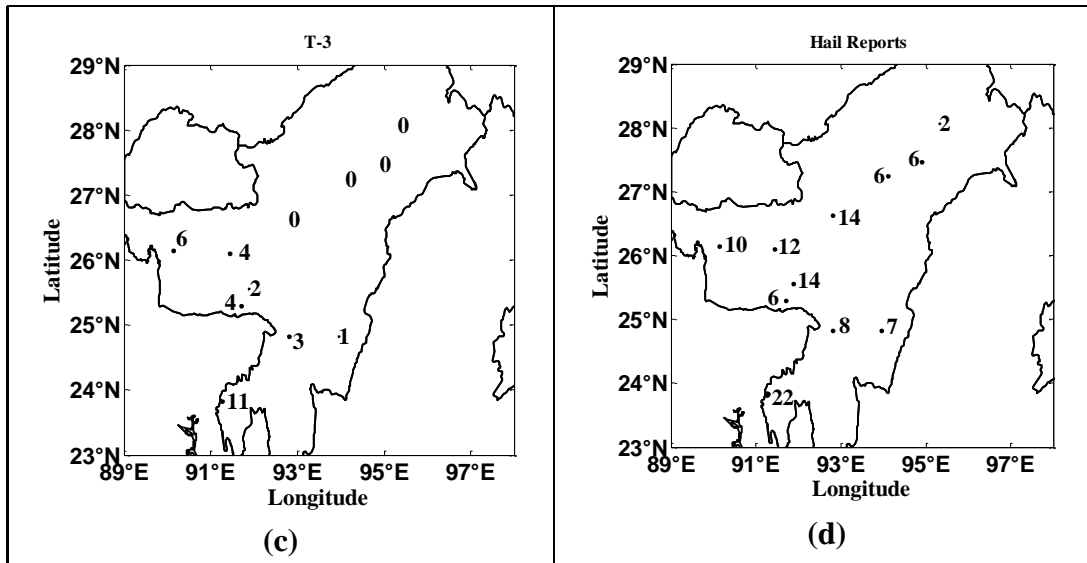 T-3
29°N
28°N
27°N
26°N
25°N
24°N
23°N
Latitude
0
0
0
0
6
4
2
4
3
1
11
89°E 91°E 93°E 95°E 97°E
Longitude
(c)
Hail Reports
29°N
28°N
27°N
26°N
25°N
24°N
23°N
Latitude
2
6
6
14
10
12
14
6
8
7
22
89°E 91°E 93°E 95°E 97°E
Longitude
(d)